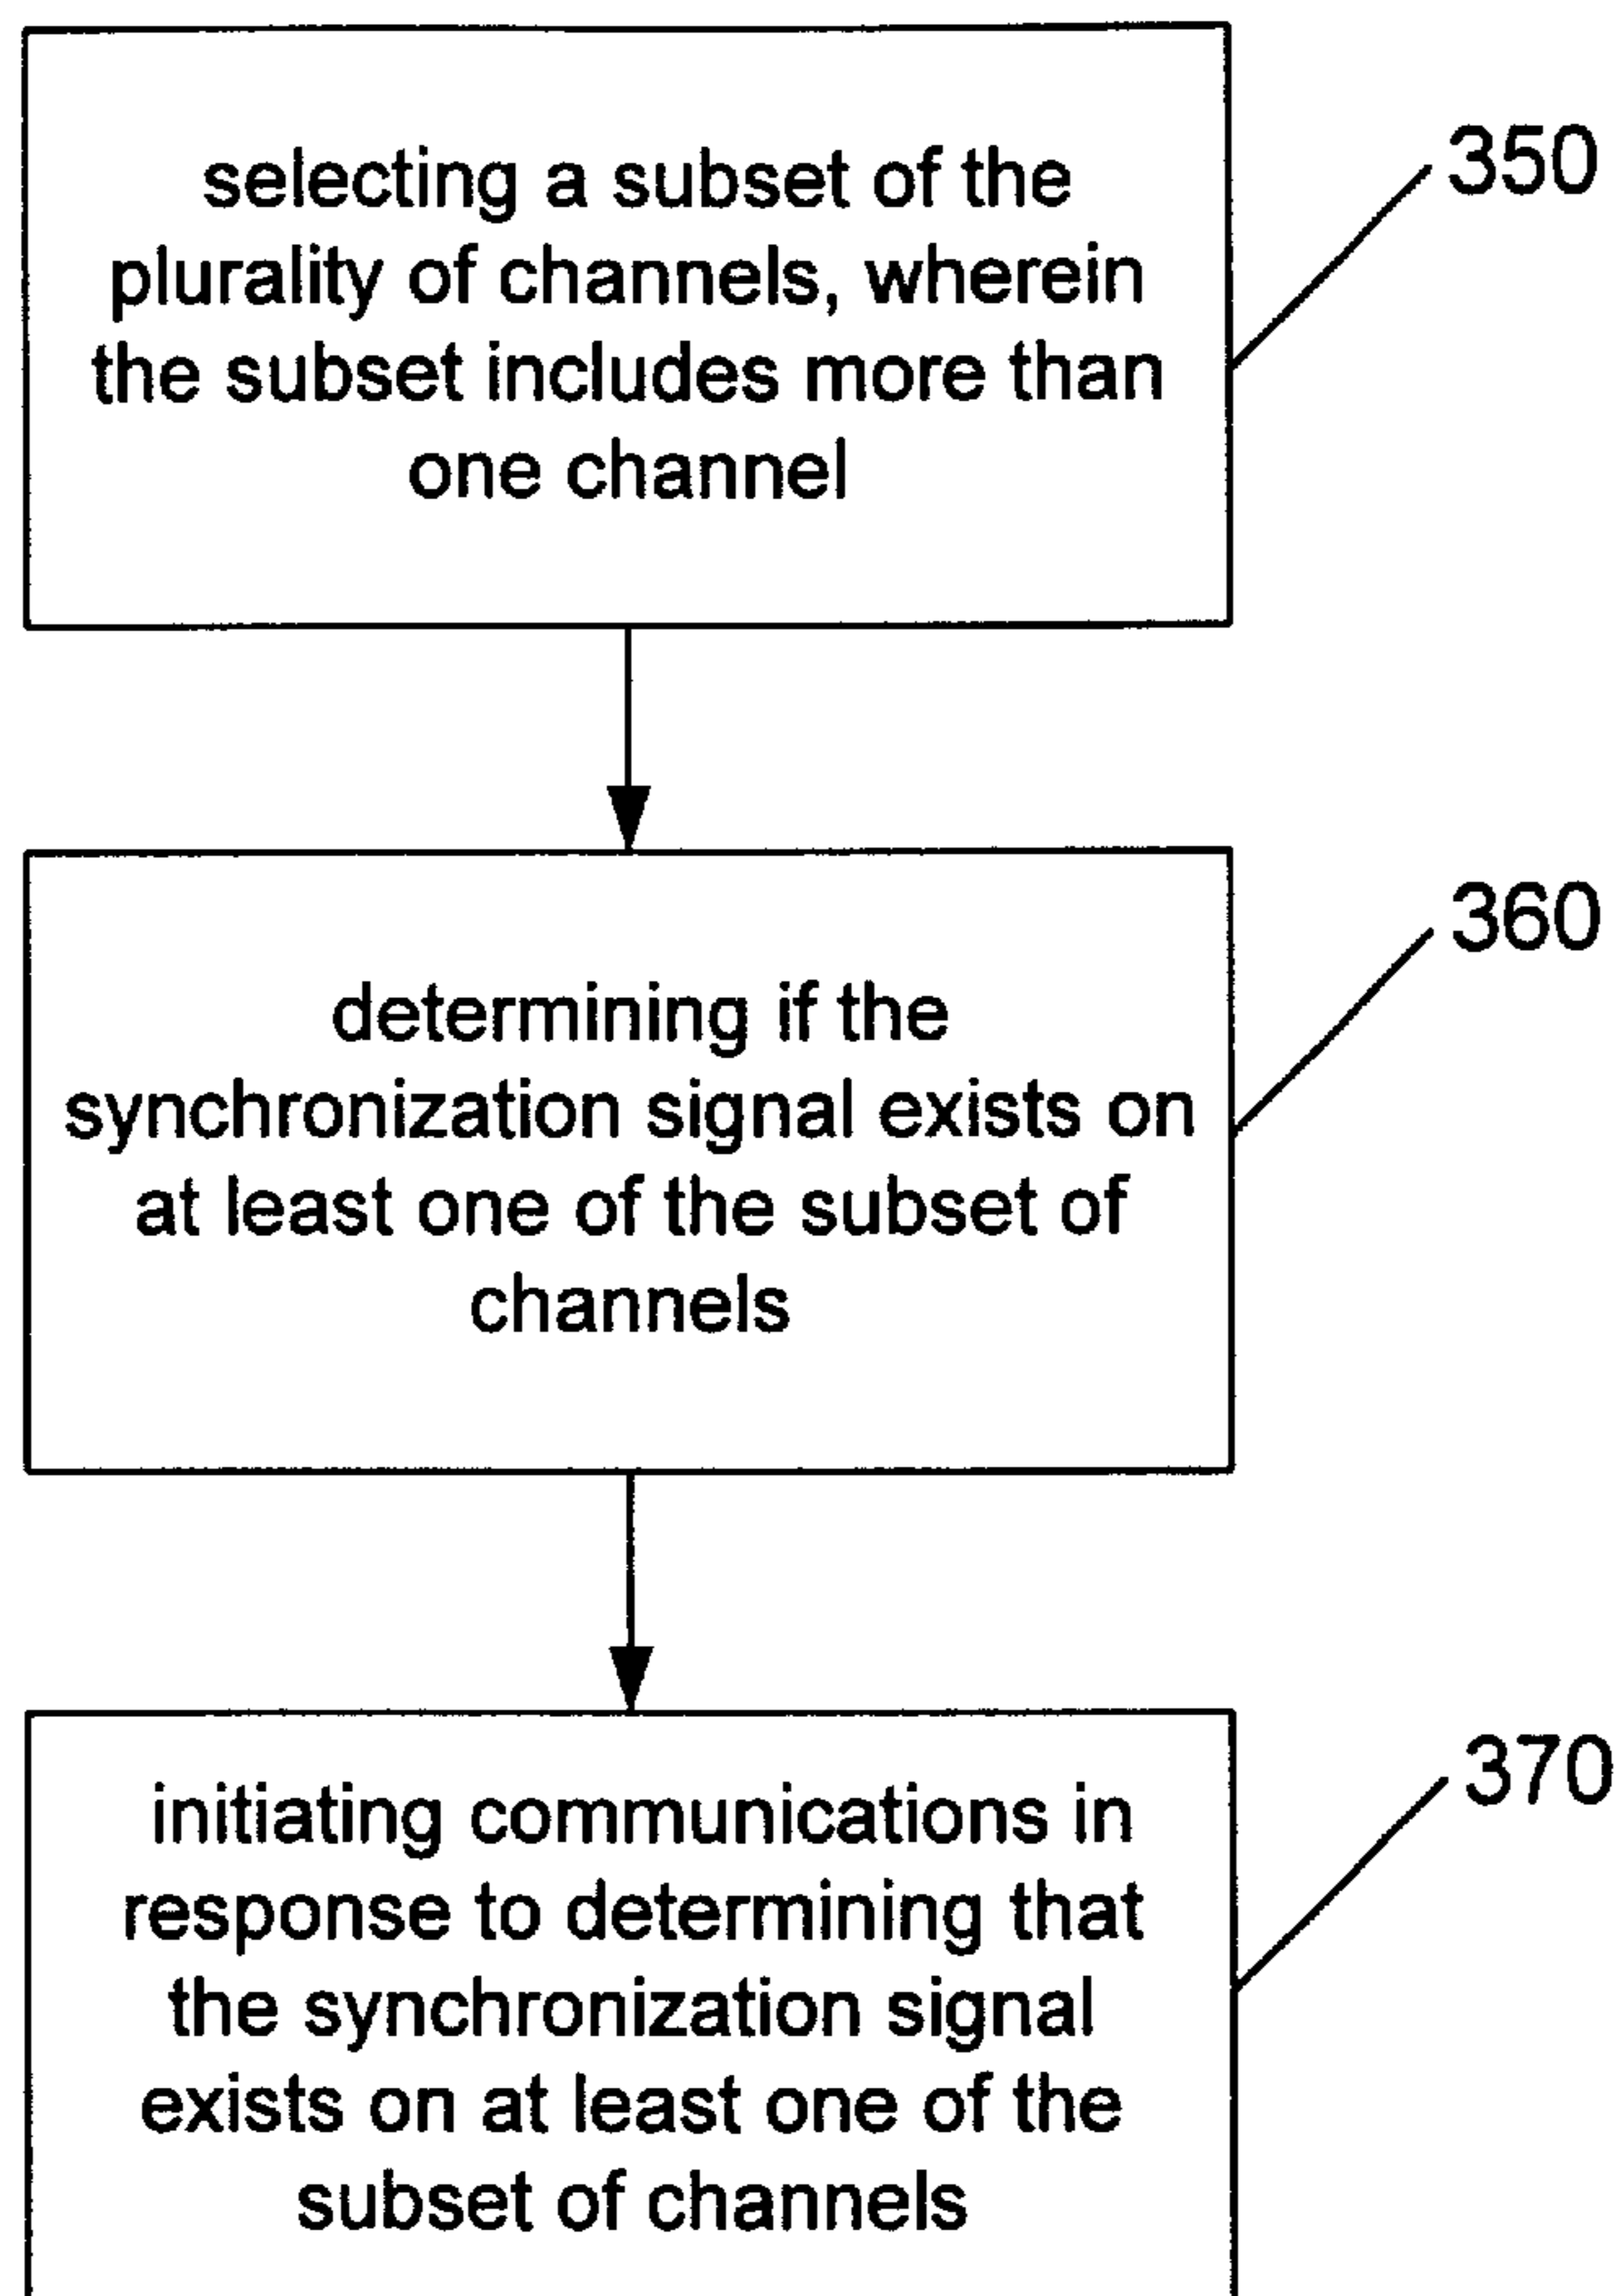 selecting a subset of the
plurality of channels, wherein
the subset includes more than
one channel
350
determining if the
synchronization signal exists on
at least one of the subset of
channels
360
initiating communications in
response to determining that
the synchronization signal
exists on at least one of the
subset of channels
370